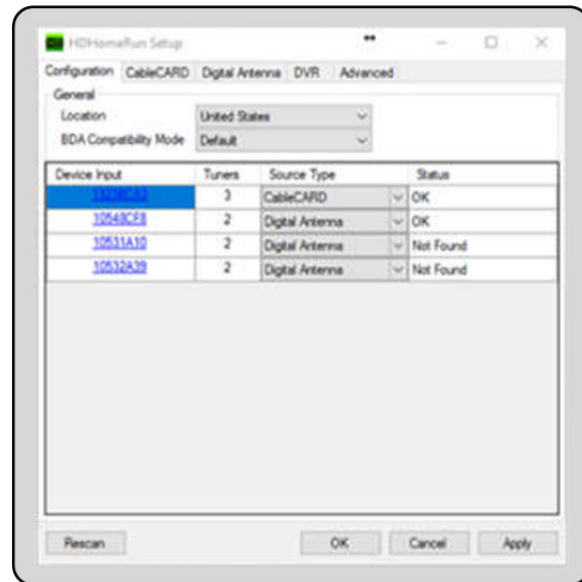 HDHomeRun Setup
Configuration CableCARD Digital Antenna DVR Advanced
General
Location United States
BDA Compatibility Mode Default
Device Input Tuners Source Type Status
3 CableCARD OK
10548CF8 2 Digital Antenna OK
10531A10 2 Digital Antenna Not Found
10532A39 2 Digital Antenna Not Found
Rescan OK Cancel Apply